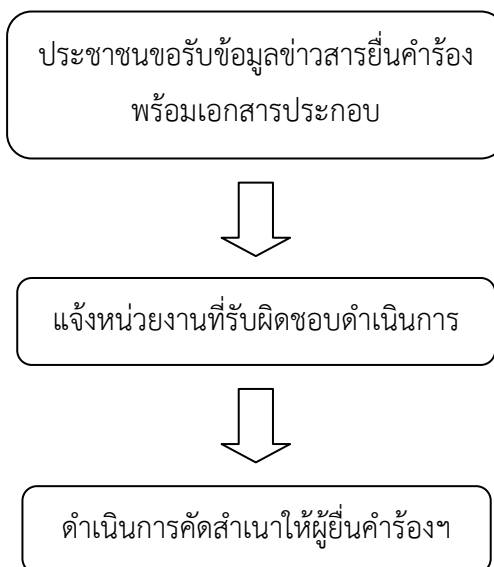 ประชาชนขอรับข้อมูลข่าวสารยื่นคำร้อง
พร้อมเอกสารประกอบ
แจ้งหน่วยงานที่รับผิดชอบดำเนินการ
ดำเนินการคัดสำเนาให้ผู้ยื่นคำร้องฯ